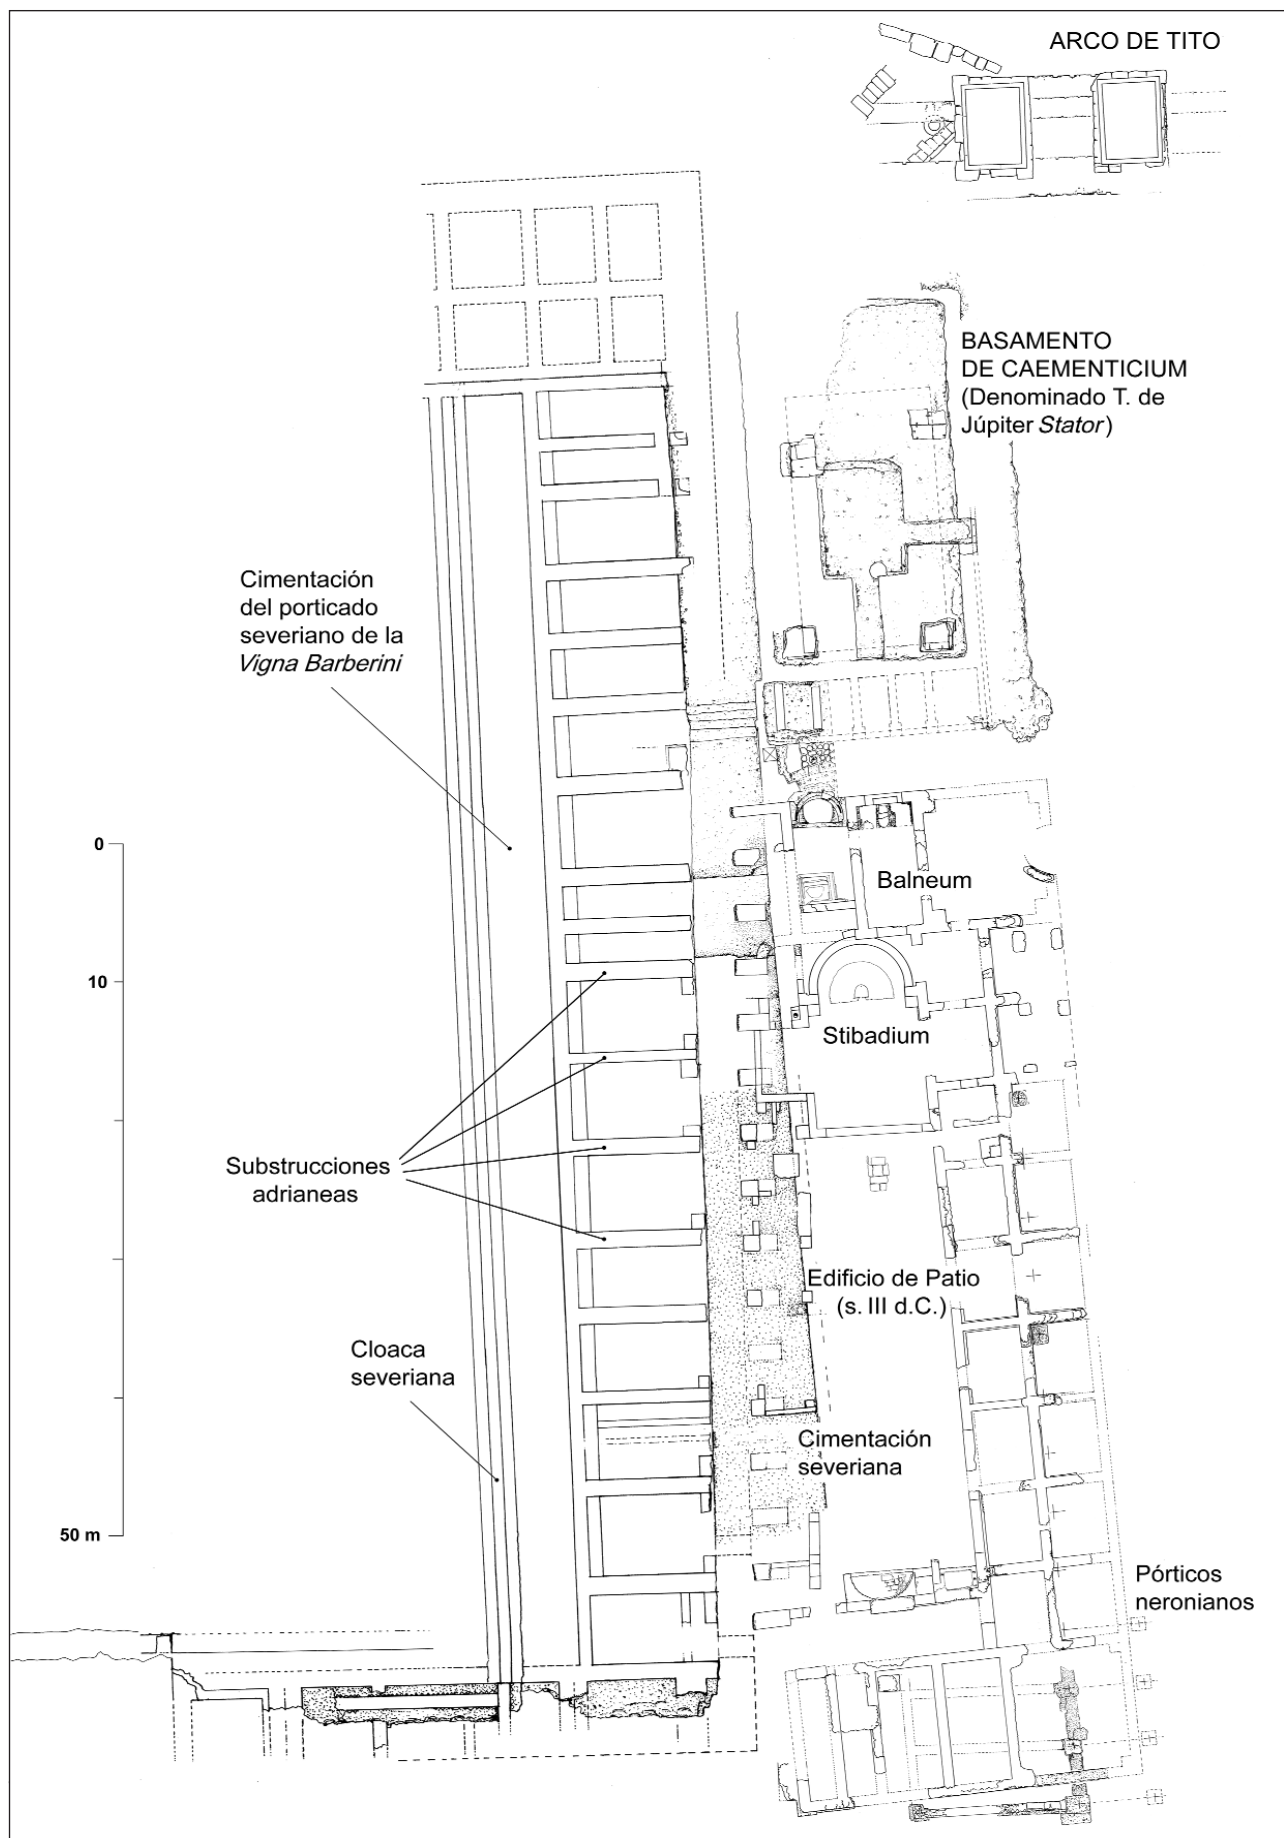 ARCO DE TITO
BASAMENTO
DE CAEMENTICIUM
(Denominado T. de
Júpiter Stator)
Cimentación
del porticado
severiano de la
Vigna Barberini
0
Balneum
10
Stibadium
Substrucciones
adrianeas
Edificio de Patio
(s. III d.C.)
Cloaca
severiana
Cimentación
severiana
50 m
Pórticos
neronianos